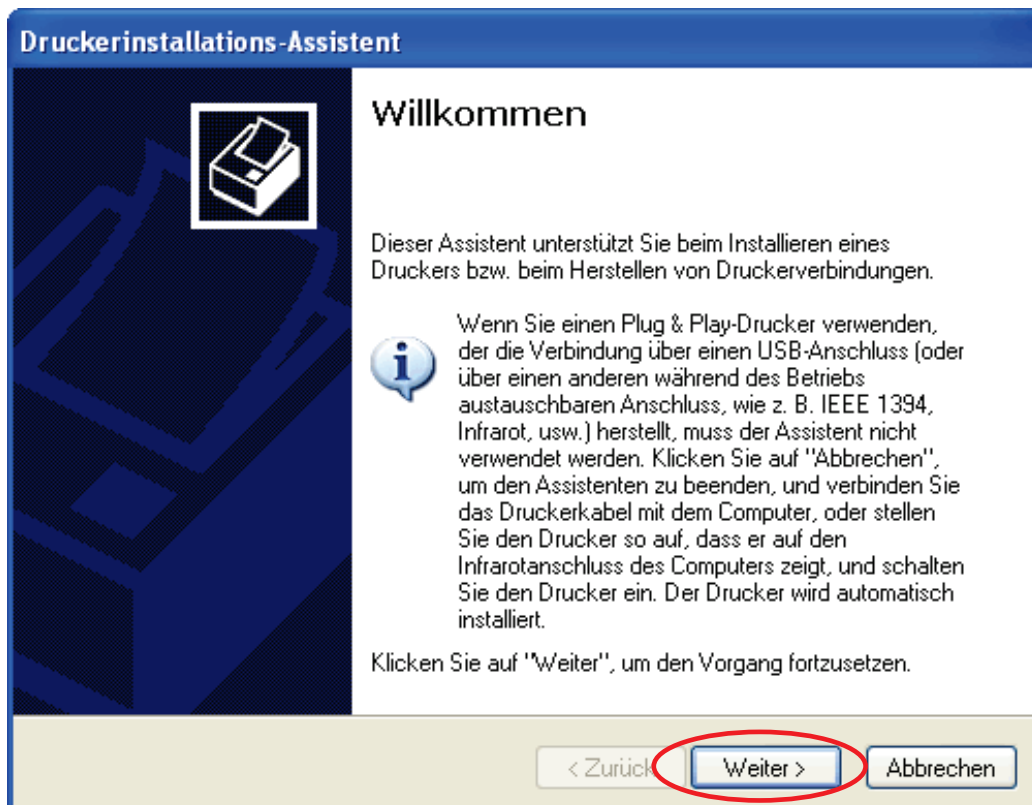 Druckerinstallations-Assistent
Willkommen
Dieser Assistent unterstützt Sie beim Installieren eines
Druckers bzw. beim Herstellen von Druckerverbindungen.
Wenn Sie einen Plug & Play-Drucker verwenden,
der die Verbindung über einen USB-Anschluss (oder
über einen anderen während des Betriebs
austauschbaren Anschluss, wie z. B. IEEE 1394,
Infrarot, usw.) herstellt, muss der Assistent nicht
verwendet werden. Klicken Sie auf "Abbrechen",
um den Assistenten zu beenden, und verbinden Sie
das Druckerkabel mit dem Computer, oder stellen
Sie den Drucker so auf, dass er auf den
Infrarotanschluss des Computers zeigt, und schalten
Sie den Drucker ein. Der Drucker wird automatisch
installiert.
Klicken Sie auf "Weiter", um den Vorgang fortzusetzen.
< Zurück Weiter > Abbrechen